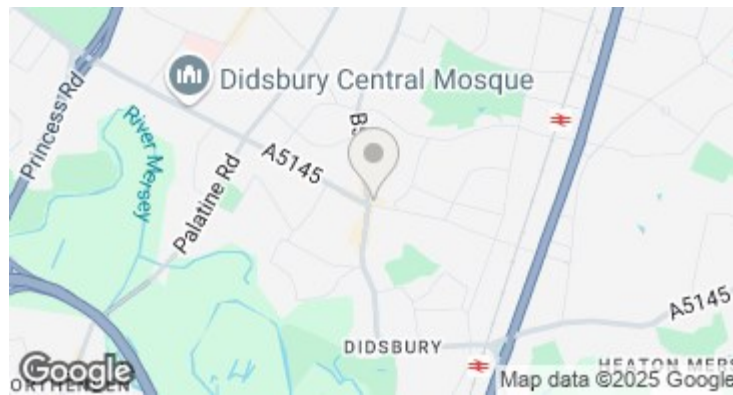 Didsbury Central Mosque
Princess Rd
River Mersey
Palatine Rd
A5145
A5145
DIDSBURY
Google
Map data ©2025 Google